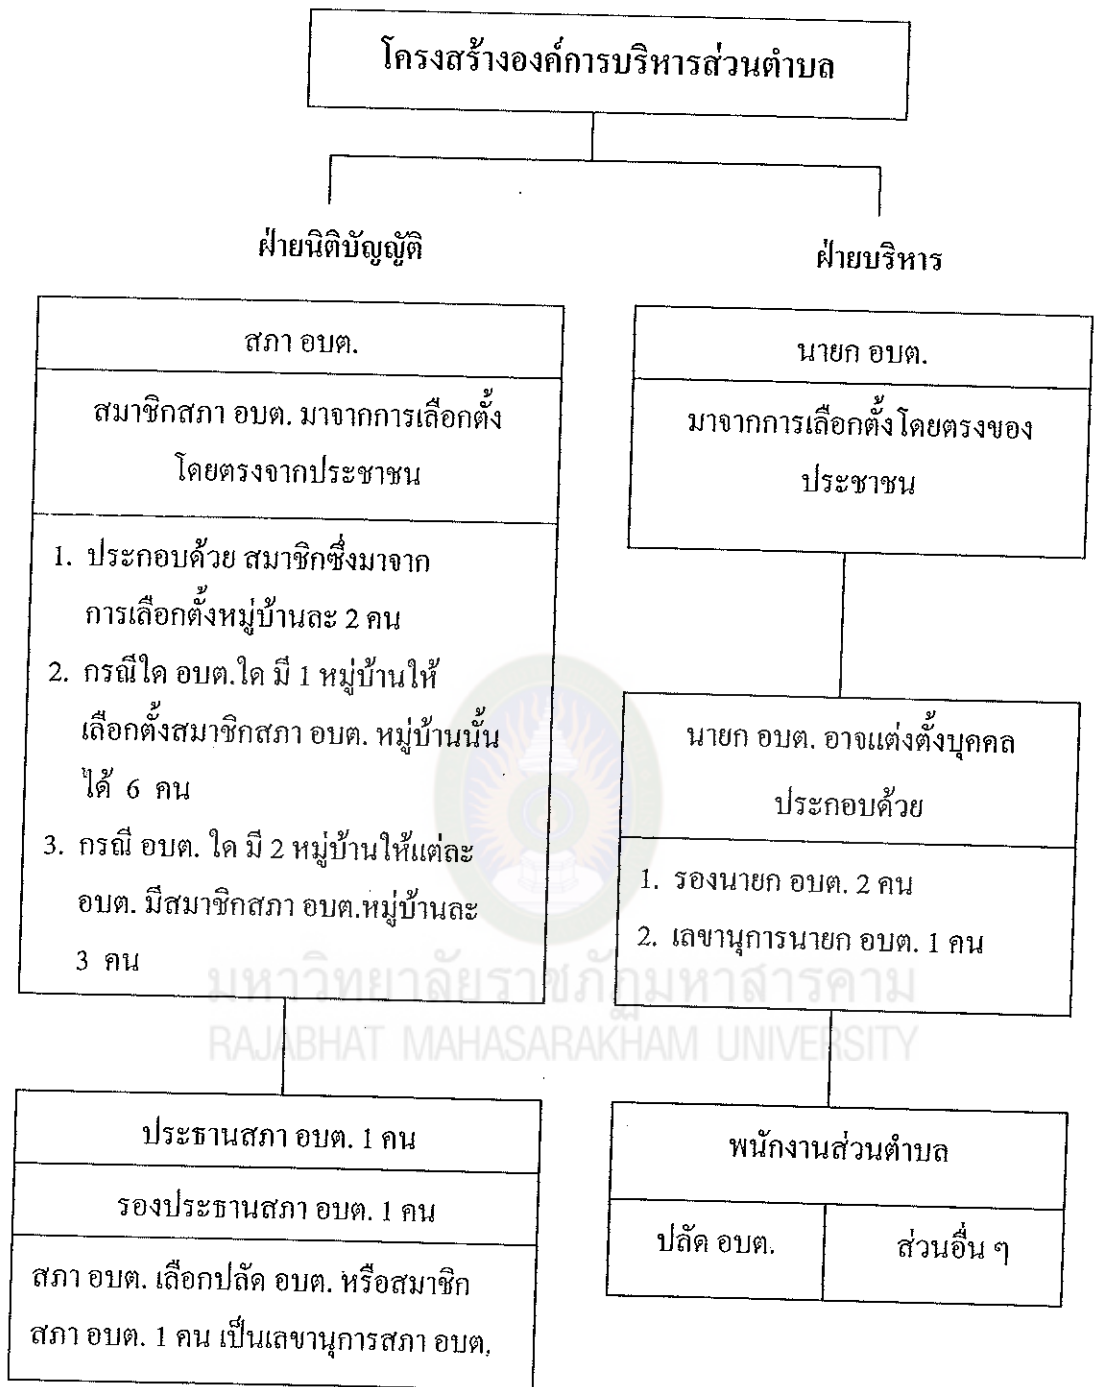 โครงสร้างองค์การบริหารส่วนตำบล
ฝ่ายนิติบัญญัติ
สภา อบต.
สมาชิกสภา อบต. มาจากการเลือกตั้ง
โดยตรงจากประชาชน
1. ประกอบด้วย สมาชิกซึ่งมาจาก
การเลือกตั้งหมู่บ้านละ 2 คน
2. กรณีใด อบต.ใด มี 1 หมู่บ้านให้
เลือกตั้งสมาชิกสภา อบต. หมู่บ้านนั้น
ได้ 6 คน
3. กรณี อบต. ใด มี 2 หมู่บ้านให้แต่ละ
อบต. มีสมาชิกสภา อบต.หมู่บ้านละ
3 คน
ประธานสภา อบต. 1 คน
รองประธานสภา อบต. 1 คน
สภา อบต. เลือกปลัด อบต. หรือสมาชิก
สภา อบต. 1 คน เป็นเลขานุการสภา อบต.
ฝ่ายบริหาร
นายก อบต.
มาจากการเลือกตั้งโดยตรงของ
ประชาชน
นายก อบต. อาจแต่งตั้งบุคคล
ประกอบด้วย
1. รองนายก อบต. 2 คน
2. เลขานุการนายก อบต. 1 คน
พนักงานส่วนตำบล
ปลัด อบต.
ส่วนอื่น ๆ
มหาวิทยาลัยราชภัฏมหาสารคาม
RAJABHAT MAHASARAKHAM UNIVERSITY